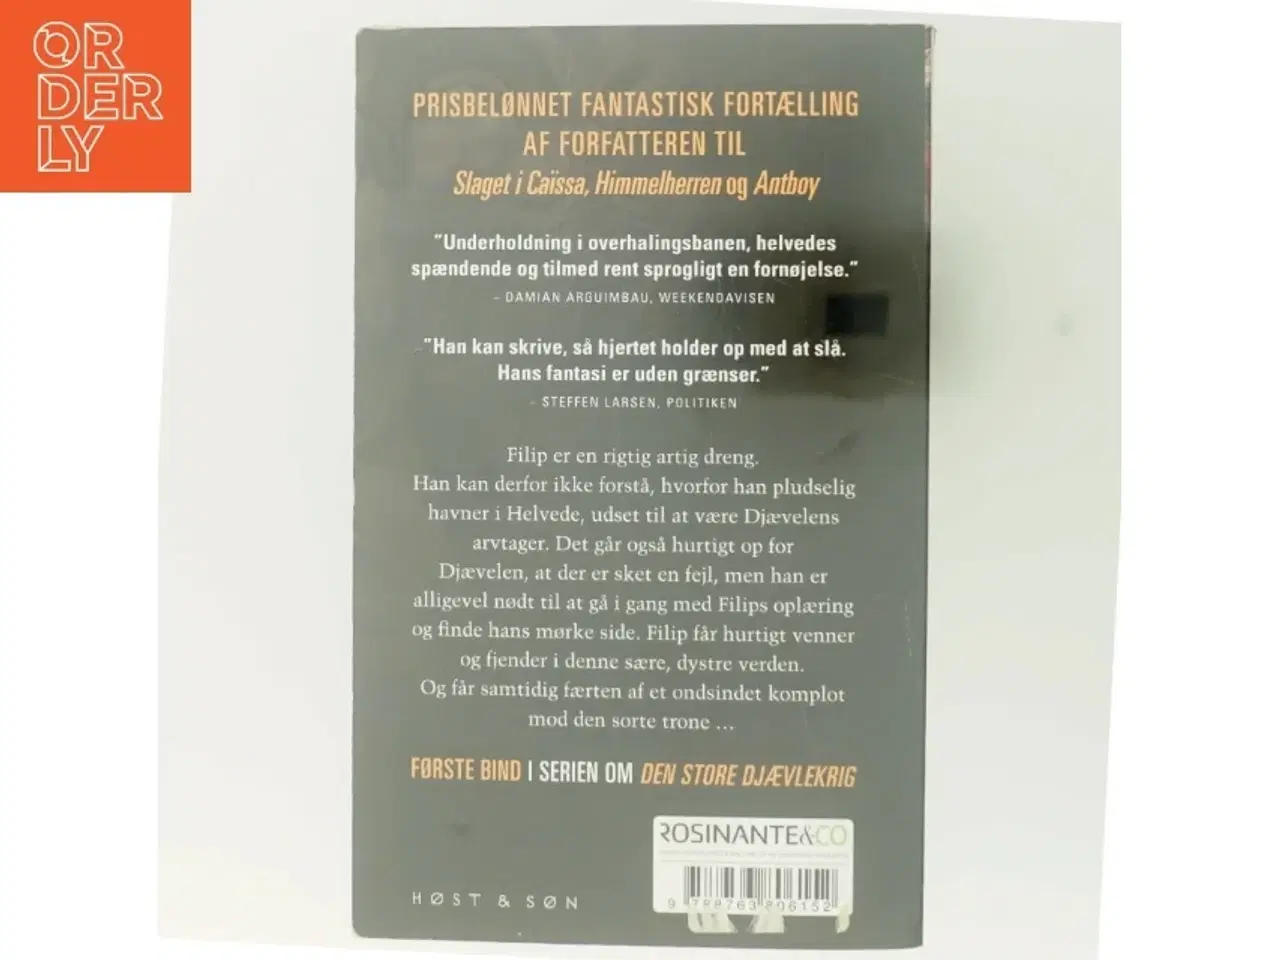 OR
DER
LY
PRISBELØNNET FANTASTISK FORTÆLLING
AF FORFATTEREN TIL
Slaget i Caïssa, Himmelherren og Antboy
"Underholdning i overhalingsbanen, helvedes
spændende og tilmed rent sprogligt en fornøjelse."
– DAMIAN ARGUIMBAU, WEEKENDAVISEN
"Han kan skrive, så hjertet holder op med at slå.
Hans fantasi er uden grænser."
– STEFFEN LARSEN, POLITIKEN
Filip er en rigtig artig dreng.
Han kan derfor ikke forstå, hvorfor han pludselig
havner i Helvede, udset til at være Djævelens
arvtager. Det går også hurtigt op for
Djævelen, at der er sket en fejl, men han er
alligevel nødt til at gå i gang med Filips oplæring
og finde hans mørke side. Filip får hurtigt venner
og fjender i denne sære, dystre verden.
Og får samtidig færten af et ondsindet komplot
mod den sorte trone ...
FØRSTE BIND I SERIEN OM DEN STORE DJÆVLEKRIG
ROSINANTE&CO
HØST & SØN
9 788763 806152